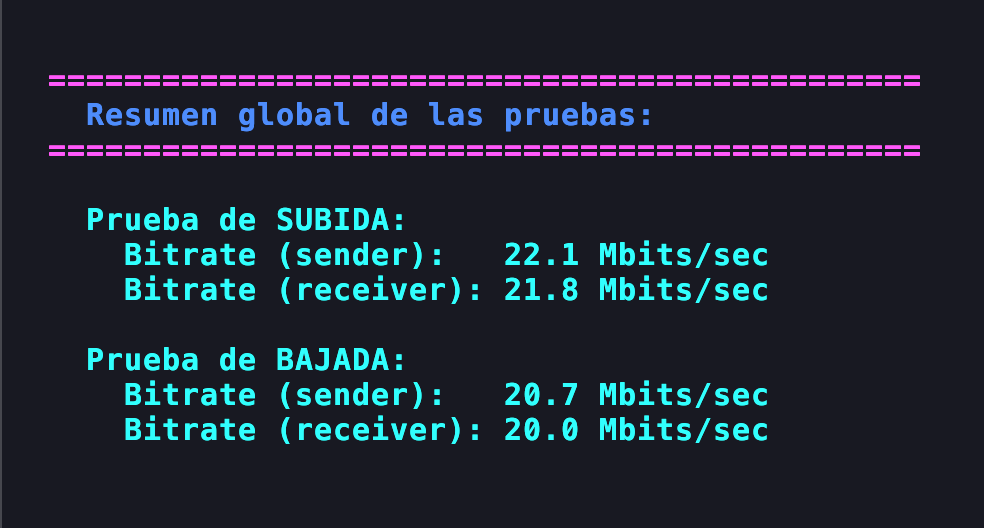 ==============================================
Resumen global de las pruebas:
==============================================
Prueba de SUBIDA:
Bitrate (sender):   22.1 Mbits/sec
Bitrate (receiver): 21.8 Mbits/sec
Prueba de BAJADA:
Bitrate (sender):   20.7 Mbits/sec
Bitrate (receiver): 20.0 Mbits/sec